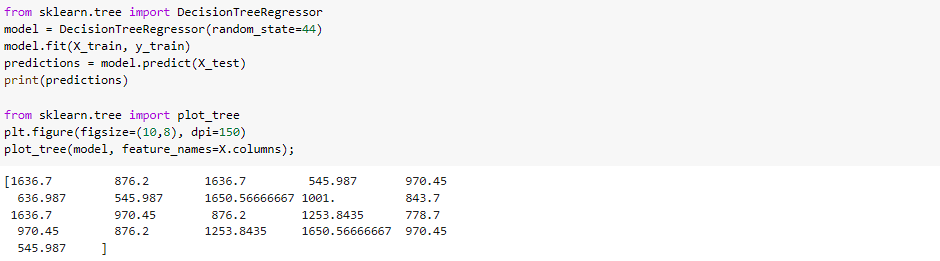 from sklearn.tree import DecisionTreeRegressor
model = DecisionTreeRegressor(random_state=44)
model.fit(X_train, y_train)
predictions = model.predict(X_test)
print(predictions)
from sklearn.tree import plot_tree
plt.figure(figsize=(10,8), dpi=150)
plot_tree(model, feature_names=X.columns);
[1636.7 876.2 1636.7 545.987 970.45
636.987 545.987 1650.56666667 1001. 843.7
1636.7 970.45 876.2 1253.8435 778.7
970.45 876.2 1253.8435 1650.56666667 970.45
545.987 ]